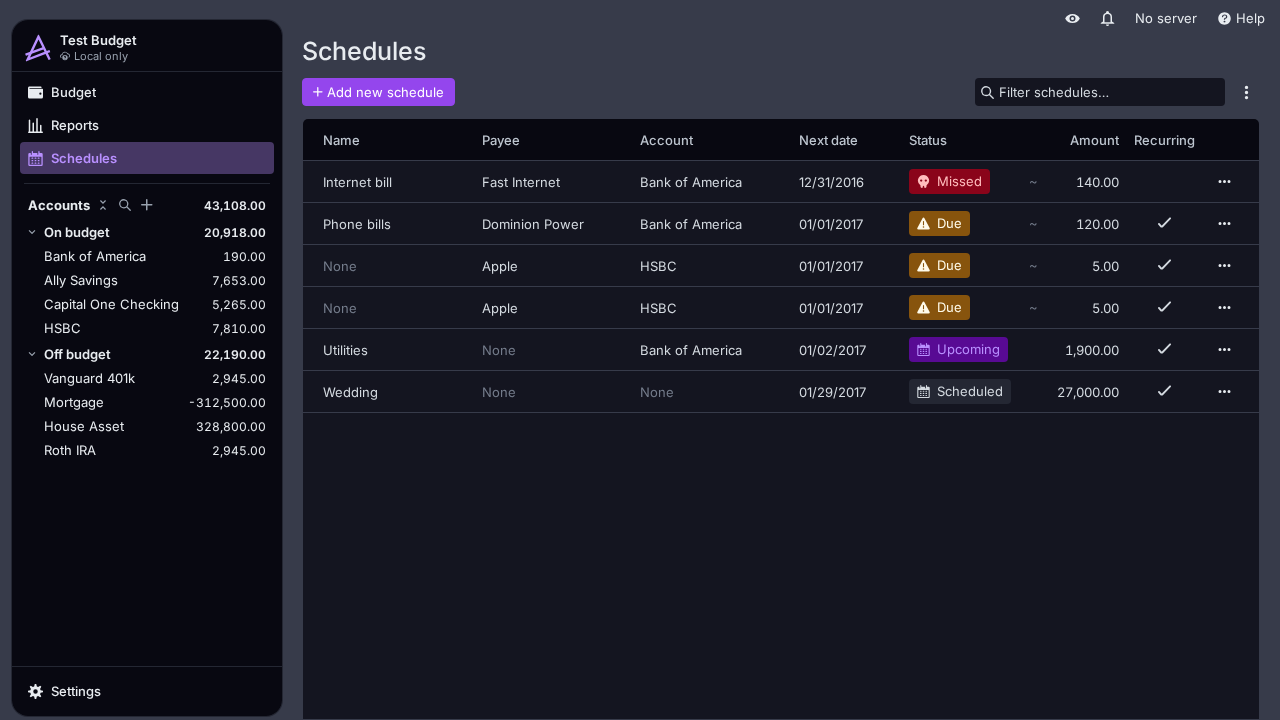 No server
Help
Test Budget
Local only
Budget
Reports
Schedules
Accounts 43,108.00
On budget 20,918.00
Bank of America 190.00
Ally Savings 7,653.00
Capital One Checking 5,265.00
HSBC 7,810.00
Off budget 22,190.00
Vanguard 401k 2,945.00
Mortgage -312,500.00
House Asset 328,800.00
Roth IRA 2,945.00
Settings
Schedules
+ Add new schedule
Filter schedules…
Name Payee Account Next date Status Amount Recurring
Internet bill Fast Internet Bank of America 12/31/2016 Missed ~ 140.00
Phone bills Dominion Power Bank of America 01/01/2017 Due ~ 120.00
None Apple HSBC 01/01/2017 Due ~ 5.00
None Apple HSBC 01/01/2017 Due ~ 5.00
Utilities None Bank of America 01/02/2017 Upcoming 1,900.00
Wedding None None 01/29/2017 Scheduled 27,000.00